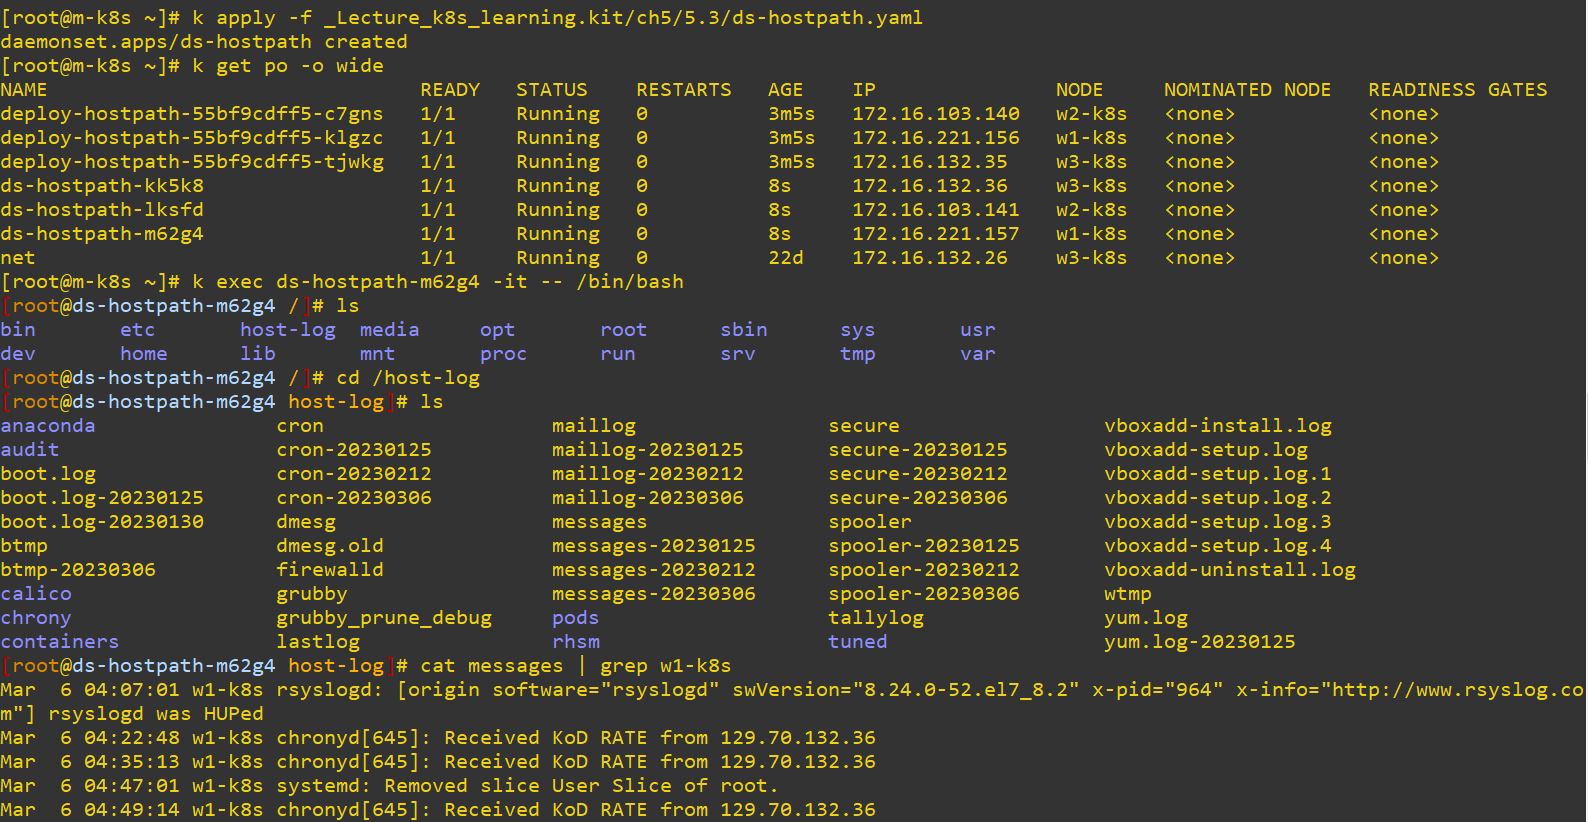 [root@m-k8s ~]# k apply -f _Lecture_k8s_learning.kit/ch5/5.3/ds-hostpath.yaml
daemonset.apps/ds-hostpath created
[root@m-k8s ~]# k get po -o wide
NAME                               READY   STATUS    RESTARTS   AGE    IP               NODE     NOMINATED NODE   READINESS GATES
deploy-hostpath-55bf9cdff5-c7gns   1/1     Running   0          3m5s   172.16.103.140   w2-k8s   <none>           <none>
deploy-hostpath-55bf9cdff5-klgzc   1/1     Running   0          3m5s   172.16.221.156   w1-k8s   <none>           <none>
deploy-hostpath-55bf9cdff5-tjwkg   1/1     Running   0          3m5s   172.16.132.35    w3-k8s   <none>           <none>
ds-hostpath-kk5k8                  1/1     Running   0          8s     172.16.132.36    w3-k8s   <none>           <none>
ds-hostpath-lksfd                  1/1     Running   0          8s     172.16.103.141   w2-k8s   <none>           <none>
ds-hostpath-m62g4                  1/1     Running   0          8s     172.16.221.157   w1-k8s   <none>           <none>
net                                1/1     Running   0          22d    172.16.132.26    w3-k8s   <none>           <none>
[root@m-k8s ~]# k exec ds-hostpath-m62g4 -it -- /bin/bash
[root@ds-hostpath-m62g4 /]# ls
bin       etc       host-log  media     opt       root      sbin      sys       usr
dev       home      lib       mnt       proc      run       srv       tmp       var
[root@ds-hostpath-m62g4 /]# cd /host-log
[root@ds-hostpath-m62g4 host-log]# ls
anaconda               cron                   maillog                secure                 vboxadd-install.log
audit                  cron-20230125          maillog-20230125       secure-20230125        vboxadd-setup.log
boot.log               cron-20230212          maillog-20230212       secure-20230212        vboxadd-setup.log.1
boot.log-20230125      cron-20230306          maillog-20230306       secure-20230306        vboxadd-setup.log.2
boot.log-20230130      dmesg                  messages               spooler                vboxadd-setup.log.3
btmp                   dmesg.old              messages-20230125      spooler-20230125       vboxadd-setup.log.4
btmp-20230306          firewalld              messages-20230212      spooler-20230212       vboxadd-uninstall.log
calico                 grubby                 messages-20230306      spooler-20230306       wtmp
chrony                 grubby_prune_debug     pods                   tallylog               yum.log
containers             lastlog                rhsm                   tuned                  yum.log-20230125
[root@ds-hostpath-m62g4 host-log]# cat messages | grep w1-k8s
Mar  6 04:07:01 w1-k8s rsyslogd: [origin software="rsyslogd" swVersion="8.24.0-52.el7_8.2" x-pid="964" x-info="http://www.rsyslog.co
m"] rsyslogd was HUPed
Mar  6 04:22:48 w1-k8s chronyd[645]: Received KoD RATE from 129.70.132.36
Mar  6 04:35:13 w1-k8s chronyd[645]: Received KoD RATE from 129.70.132.36
Mar  6 04:47:01 w1-k8s systemd: Removed slice User Slice of root.
Mar  6 04:49:14 w1-k8s chronyd[645]: Received KoD RATE from 129.70.132.36